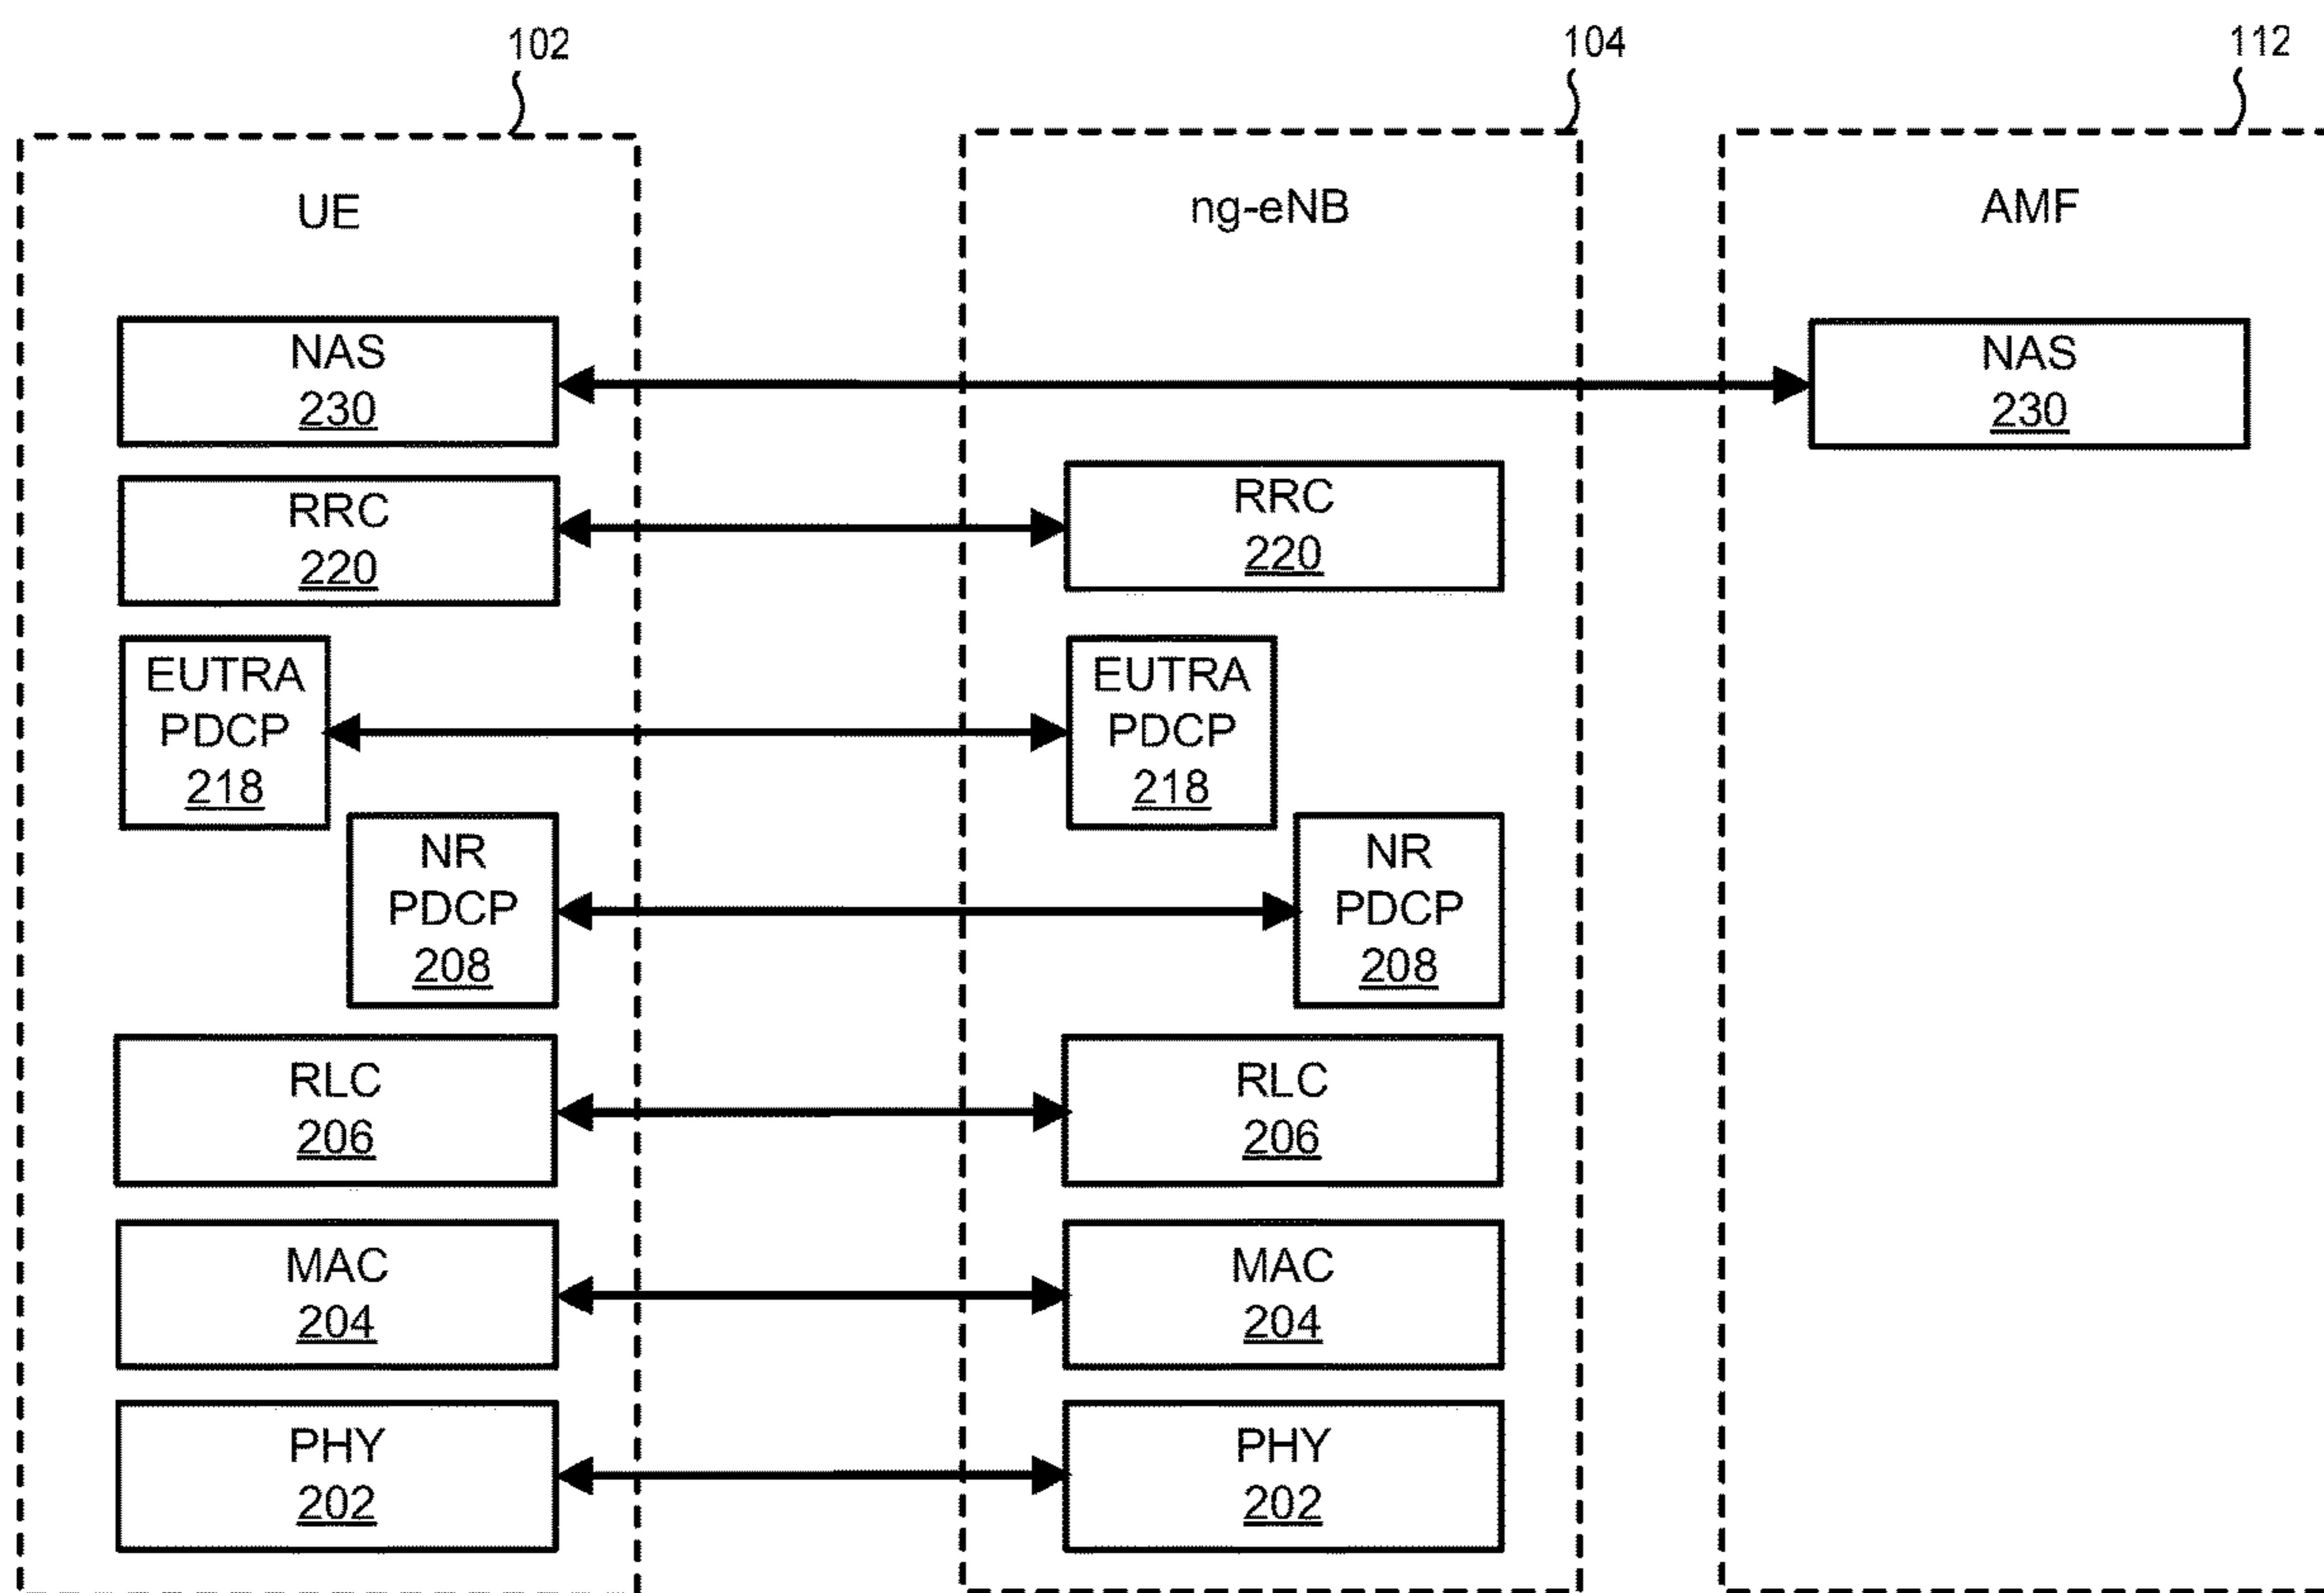 102
104
112
UE
ng-eNB
AMF
NAS
230
NAS
230
RRC
220
RRC
220
EUTRA
PDCP
218
EUTRA
PDCP
218
NR
PDCP
208
NR
PDCP
208
RLC
206
RLC
206
MAC
204
MAC
204
PHY
202
PHY
202